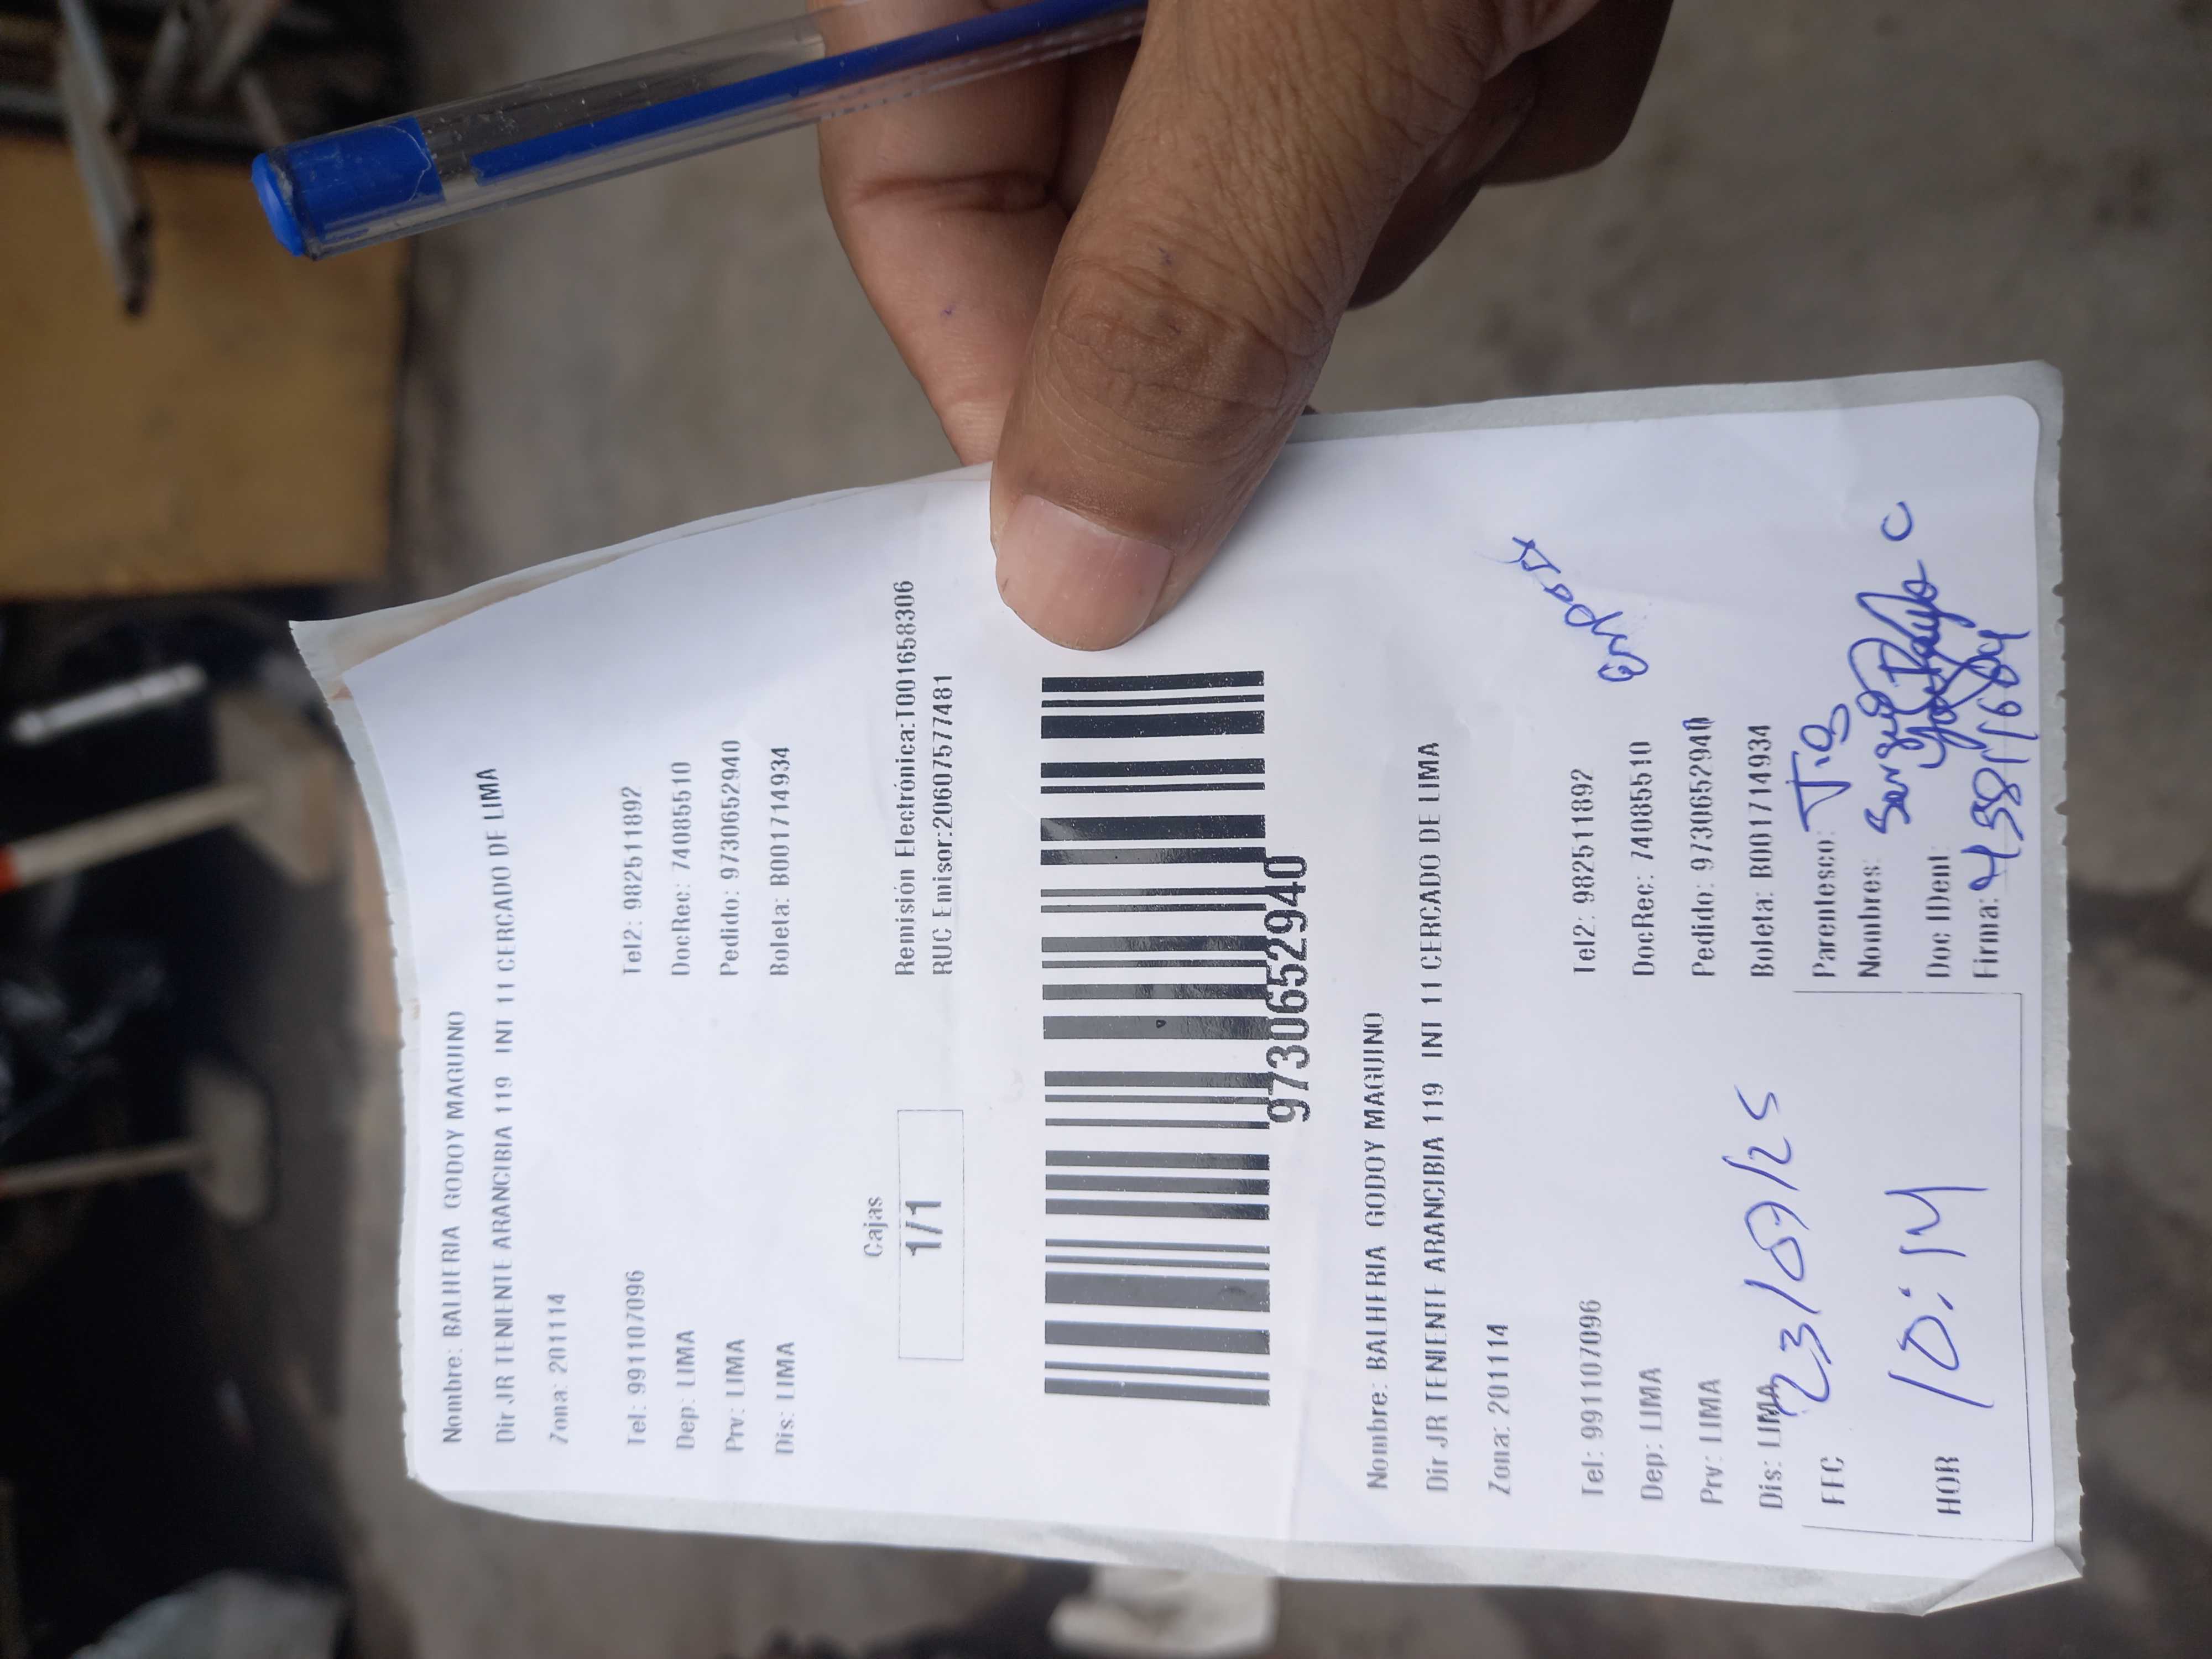 Nombre: BALHERIA GODOY MAGUINO
Dir JR TENIENTE ARANCIBIA 119 INT 11 CERCADO DE LIMA
Zona: 201114
Tel: 991107096 Tel2: 982511892
Dep: LIMA DocRec: 74085510
Prv: LIMA Pedido: 973065294​0
Dis: LIMA Boleta: B001714934
Cajas
1/1
Remisión Electrónica:T001658306
RUC Emisor:20607577481
9730652940
Nombre: BALHERIA GODOY MAGUINO
Dir JR TENIENTE ARANCIBIA 119 INT 11 CERCADO DE LIMA
Zona: 201114
Tel: 991107096 Tel2: 982511892
Dep: LIMA DocRec: 74085510
Prv: LIMA Pedido: 9730652940
Dis: LIMA Boleta: B001714934
FEC 23/07/25
HOR 10:14
Parentesco: Tio
Nombres: Sergio
Doc IDent:
Firma: